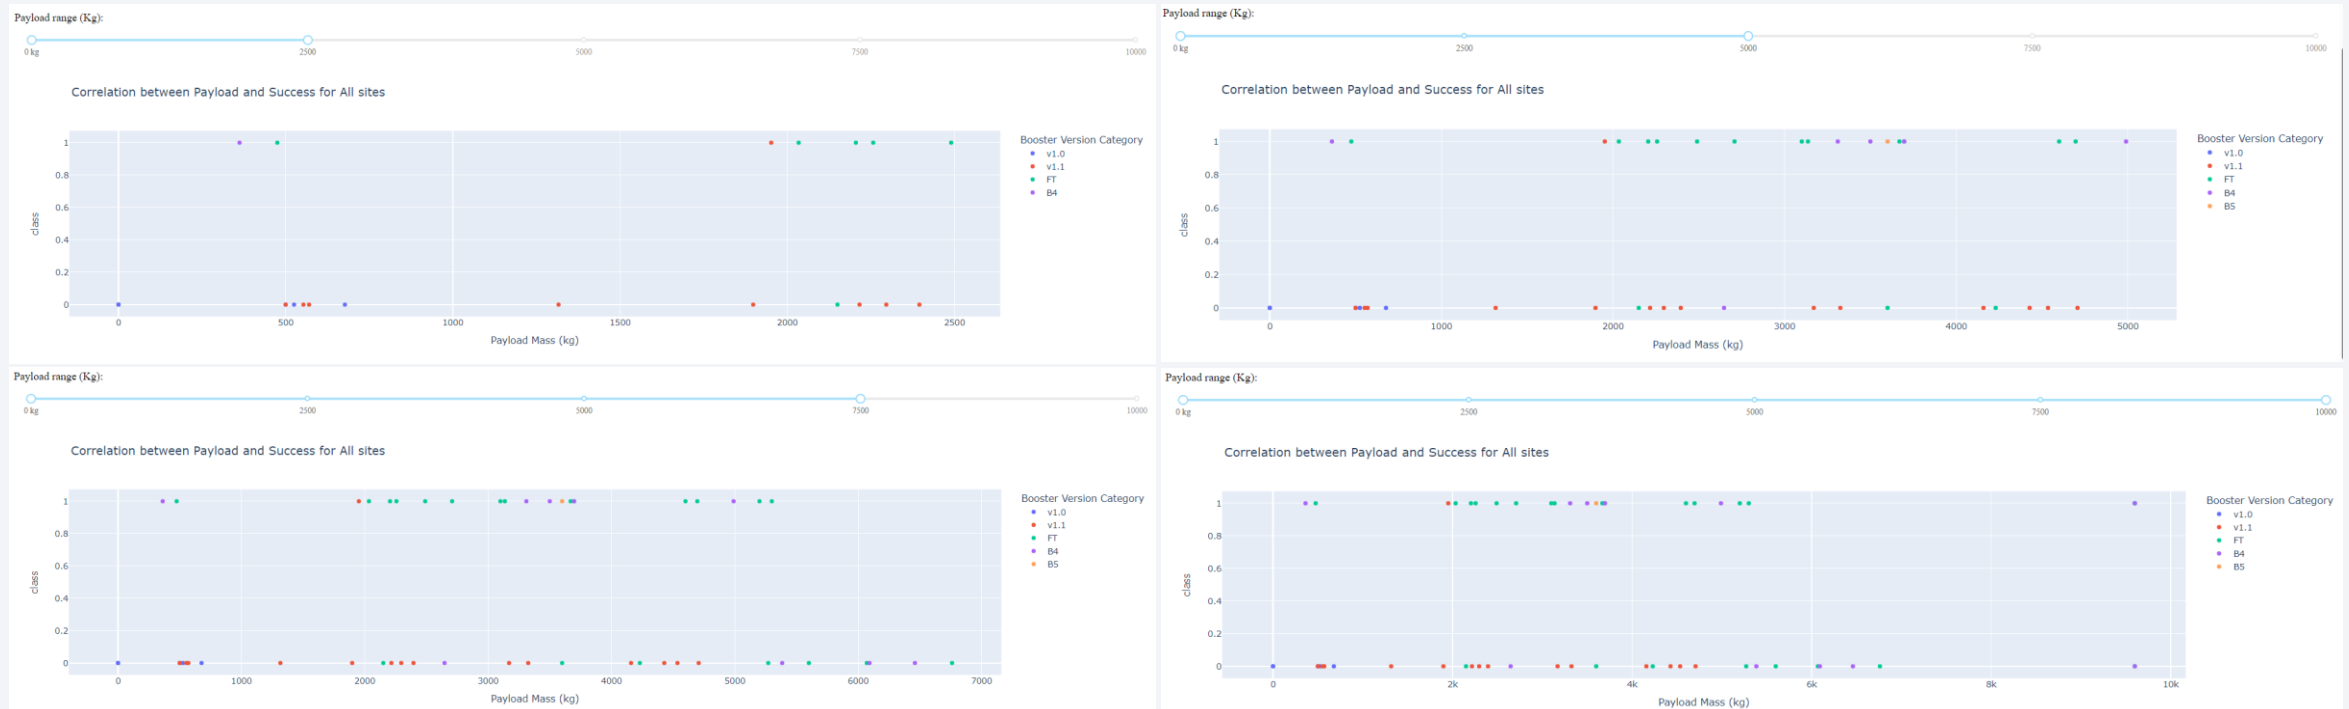 Payload range (Kg):
0 kg 2500 5000 7500 10000
Correlation between Payload and Success for All sites
Booster Version Category
v1.0
v1.1
FT
B4
1
0.8
0.6
0.4
0.2
0
class
0 500 1000 1500 2000 2500
Payload Mass (kg)
Payload range (Kg):
0 kg 2500 5000 7500 10000
Correlation between Payload and Success for All sites
Booster Version Category
v1.0
v1.1
FT
B4
B5
1
0.8
0.6
0.4
0.2
0
class
0 1000 2000 3000 4000 5000
Payload Mass (kg)
Payload range (Kg):
0 kg 2500 5000 7500 10000
Correlation between Payload and Success for All sites
Booster Version Category
v1.0
v1.1
FT
B4
B5
1
0.8
0.6
0.4
0.2
0
class
0 1000 2000 3000 4000 5000 6000 7000
Payload Mass (kg)
Payload range (Kg):
0 kg 2500 5000 7500 10000
Correlation between Payload and Success for All sites
Booster Version Category
v1.0
v1.1
FT
B4
B5
1
0.8
0.6
0.4
0.2
0
class
0 2k 4k 6k 8k 10k
Payload Mass (kg)